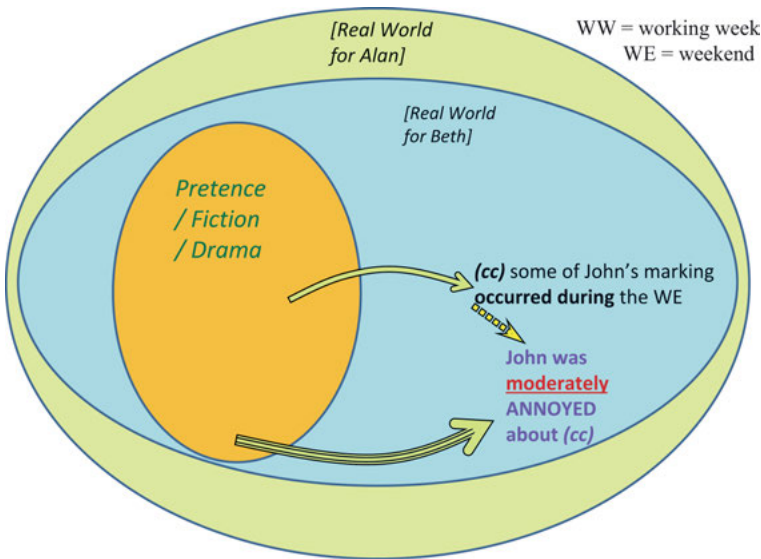 [Real World
for Alan]
WW = working week
WE = weekend
[Real World
for Beth]
Pretence
/ Fiction
/ Drama
(cc) some of John's marking
occurred during the WE
John was
moderately
ANNOYED
about (cc)